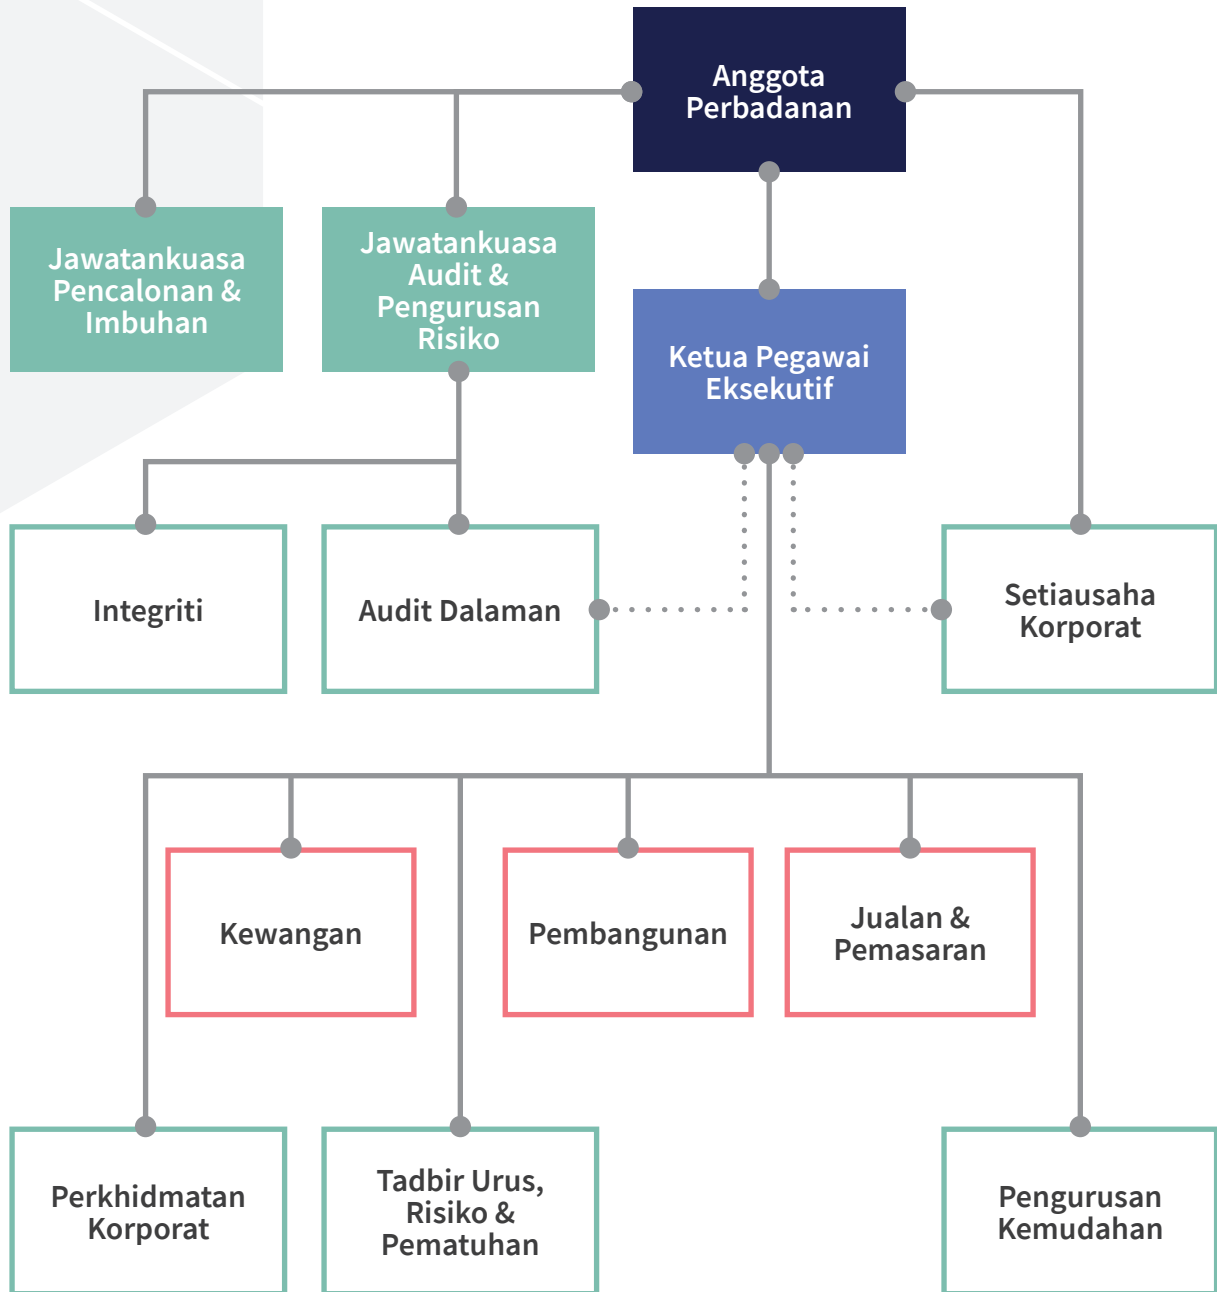 Anggota
Perbadanan
Jawatankuasa
Pencalonan &
Imbuhan
Jawatankuasa
Audit &
Pengurusan
Risiko
Ketua Pegawai
Eksekutif
Integriti
Audit Dalaman
Setiausaha
Korporat
Kewangan
Pembangunan
Jualan &
Pemasaran
Perkhidmatan
Korporat
Tadbir Urus,
Risiko &
Pematuhan
Pengurusan
Kemudahan